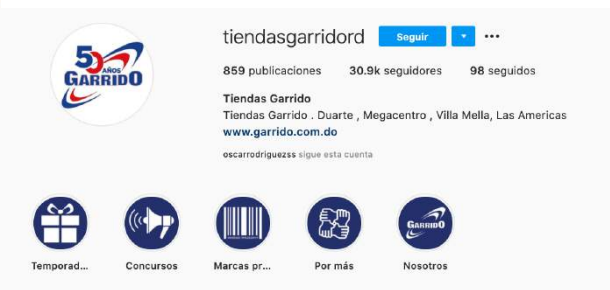 50
AÑOS
GARRIDO
tiendasgarridord Seguir
859 publicaciones 30.9k seguidores 98 seguidos
Tiendas Garrido
Tiendas Garrido . Duarte , Megacentro , Villa Mella, Las Americas
www.garrido.com.do
oscarrodriguezss sigue esta cuenta
GARRIDO
Temporad... Concursos Marcas pr... Por más Nosotros